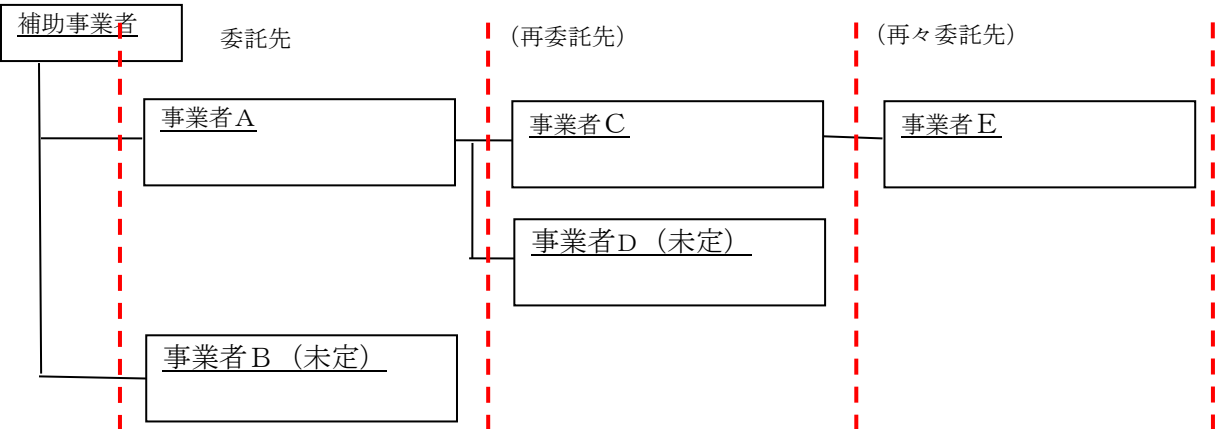 補助事業者
委託先
(再委託先)
(再々委託先)
事業者A
事業者C
事業者E
事業者D（未定）
事業者B（未定）